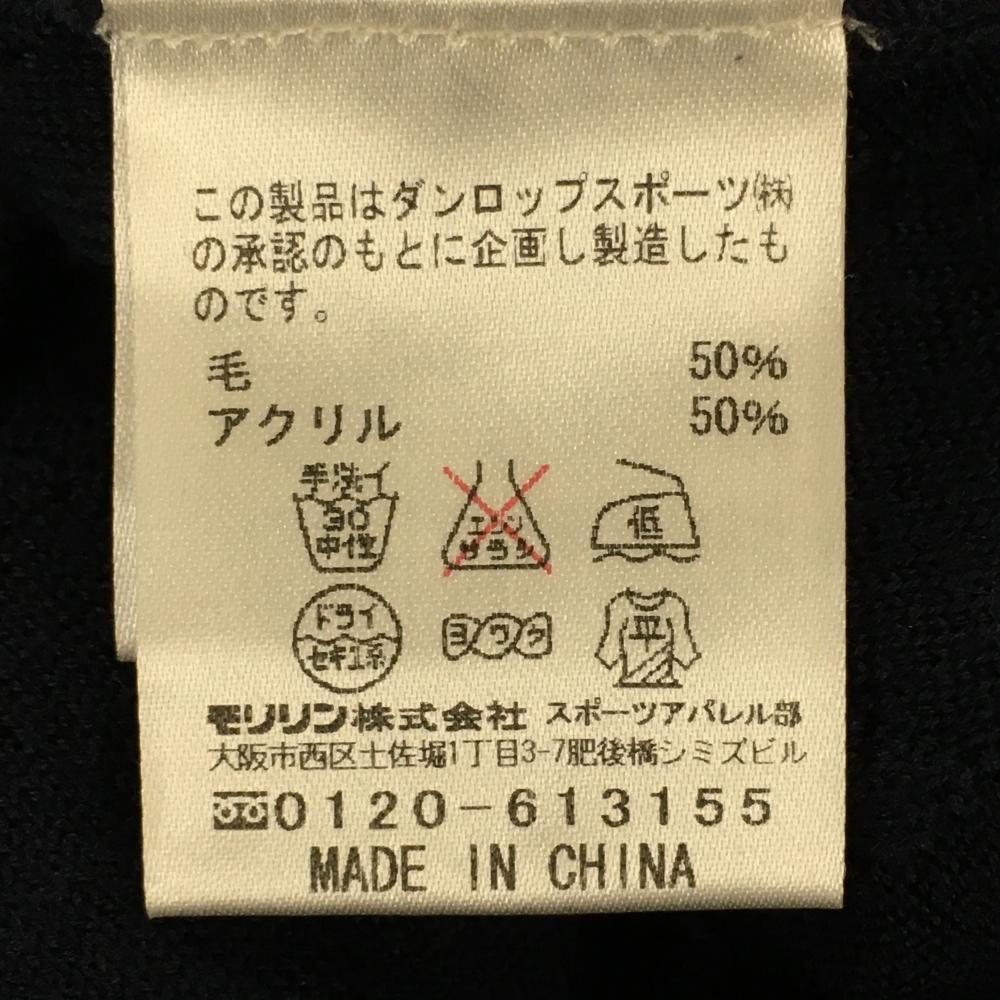 この製品はダンロップスポーツ㈱
の承認のもとに企画し製造したも
のです。
毛 50%
アクリル 50%
手洗イ
30
中性
エンソ
サラシ
低
ドライ
セキユ系
ヨワク
平
モリリン株式会社 スポーツアパレル部
大阪市西区土佐堀1丁目3-7肥後橋シミズビル
0120-613155
MADE IN CHINA